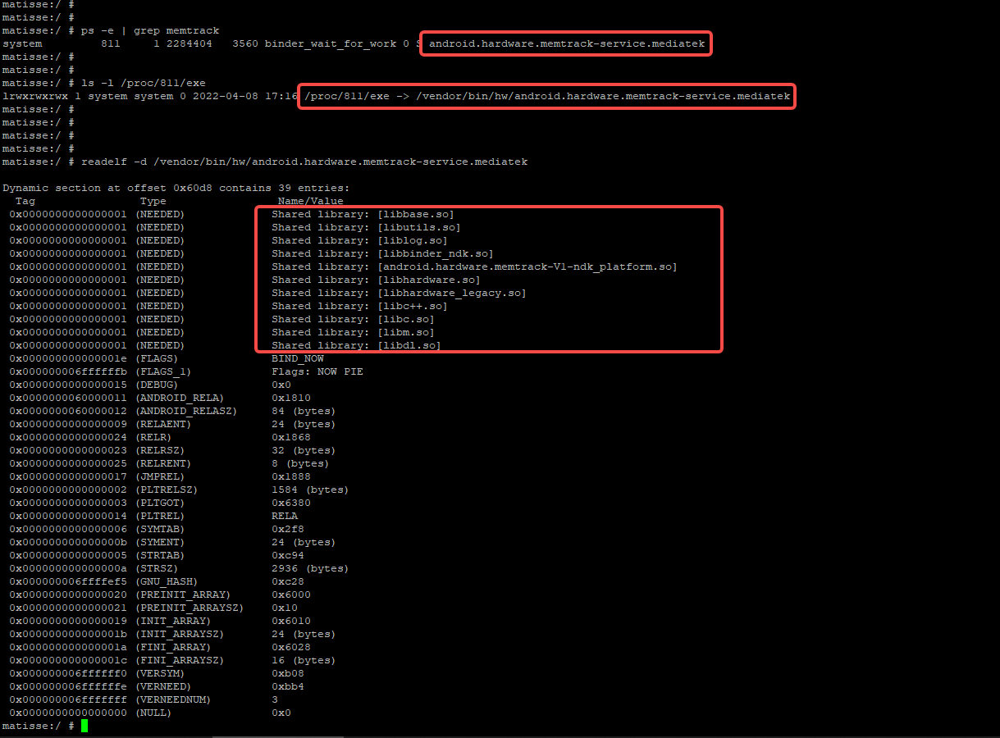 matisse:/ #
matisse:/ #
matisse:/ # ps -e | grep memtrack
system         811     1 2284404   3560 binder_wait_for_work 0 S android.hardware.memtrack-service.mediatek
matisse:/ #
matisse:/ #
matisse:/ # ls -l /proc/811/exe
lrwxrwxrwx 1 system system 0 2022-04-08 17:16 /proc/811/exe -> /vendor/bin/hw/android.hardware.memtrack-service.mediatek
matisse:/ #
matisse:/ #
matisse:/ #
matisse:/ #
matisse:/ # readelf -d /vendor/bin/hw/android.hardware.memtrack-service.mediatek
Dynamic section at offset 0x60d8 contains 39 entries:
  Tag                Type                 Name/Value
 0x0000000000000001 (NEEDED)             Shared library: [libbase.so]
 0x0000000000000001 (NEEDED)             Shared library: [libutils.so]
 0x0000000000000001 (NEEDED)             Shared library: [liblog.so]
 0x0000000000000001 (NEEDED)             Shared library: [libbinder_ndk.so]
 0x0000000000000001 (NEEDED)             Shared library: [android.hardware.memtrack-V1-ndk_platform.so]
 0x0000000000000001 (NEEDED)             Shared library: [libhardware.so]
 0x0000000000000001 (NEEDED)             Shared library: [libhardware_legacy.so]
 0x0000000000000001 (NEEDED)             Shared library: [libc++.so]
 0x0000000000000001 (NEEDED)             Shared library: [libc.so]
 0x0000000000000001 (NEEDED)             Shared library: [libm.so]
 0x0000000000000001 (NEEDED)             Shared library: [libdl.so]
 0x000000000000001e (FLAGS)              BIND_NOW
 0x000000006ffffffb (FLAGS_1)            Flags: NOW PIE
 0x0000000000000015 (DEBUG)              0x0
 0x0000000060000011 (ANDROID_RELA)       0x1810
 0x0000000060000012 (ANDROID_RELASZ)     84 (bytes)
 0x0000000000000009 (RELAENT)            24 (bytes)
 0x0000000000000024 (RELR)               0x1868
 0x0000000000000023 (RELRSZ)             32 (bytes)
 0x0000000000000025 (RELRENT)            8 (bytes)
 0x0000000000000017 (JMPREL)             0x1888
 0x0000000000000002 (PLTRELSZ)           1584 (bytes)
 0x0000000000000003 (PLTGOT)             0x6380
 0x0000000000000014 (PLTREL)             RELA
 0x0000000000000006 (SYMTAB)             0x2f8
 0x000000000000000b (SYMENT)             24 (bytes)
 0x0000000000000005 (STRTAB)             0xc94
 0x000000000000000a (STRSZ)              2936 (bytes)
 0x000000006ffffef5 (GNU_HASH)           0xc28
 0x0000000000000020 (PREINIT_ARRAY)      0x6000
 0x0000000000000021 (PREINIT_ARRAYSZ)    0x10
 0x0000000000000019 (INIT_ARRAY)         0x6010
 0x000000000000001b (INIT_ARRAYSZ)       24 (bytes)
 0x000000000000001a (FINI_ARRAY)         0x6028
 0x000000000000001c (FINI_ARRAYSZ)       16 (bytes)
 0x000000006ffffff0 (VERSYM)             0xb08
 0x000000006ffffffe (VERNEED)            0xbb4
 0x000000006fffffff (VERNEEDNUM)         3
 0x0000000000000000 (NULL)               0x0
matisse:/ #